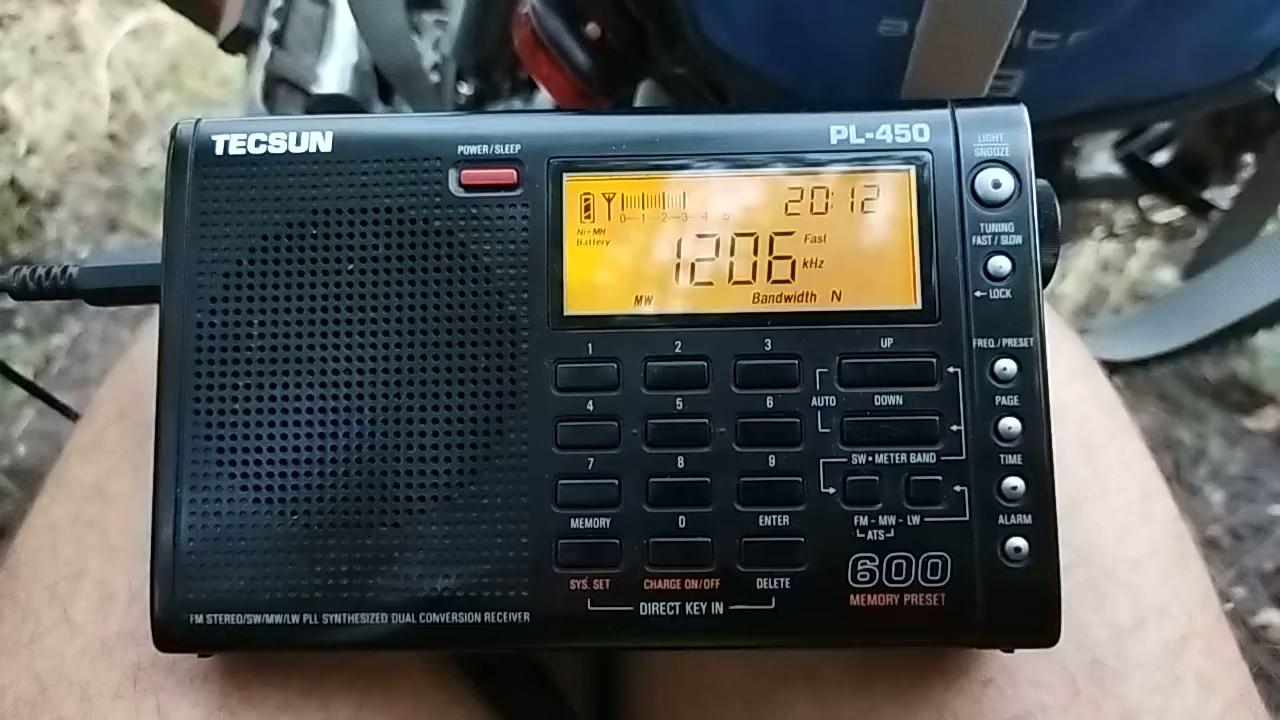 TECSUN
POWER/SLEEP
PL-450
LIGHT
SNOOZE
0-1-2-3-4-5
20:12
Ni-MH
Battery
1206
Fast
kHz
MW
Bandwidth N
TUNING
FAST / SLOW
← LOCK
FREQ./PRESET
PAGE
TIME
ALARM
1 2 3 UP
4 5 6 AUTO DOWN
7 8 9 SW • METER BAND
MEMORY 0 ENTER FM - MW - LW
ATS
SYS. SET CHARGE ON/OFF DELETE
DIRECT KEY IN
600
MEMORY PRESET
FM STEREO/SW/MW/LW PLL SYNTHESIZED DUAL CONVERSION RECEIVER